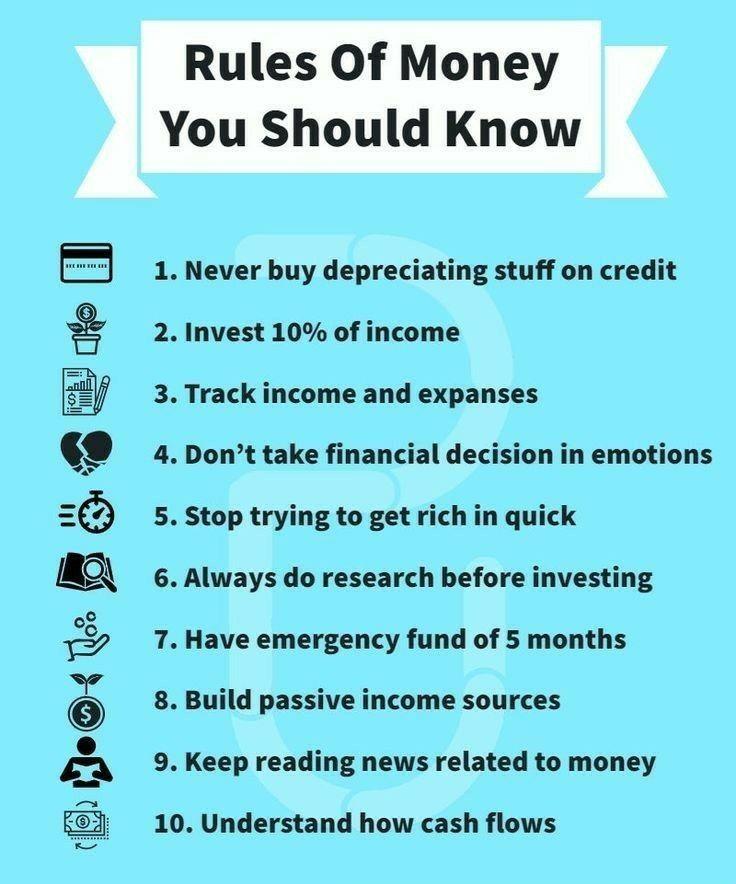 Rules Of Money
You Should Know
1. Never buy depreciating stuff on credit
2. Invest 10% of income
3. Track income and expanses
4. Don’t take financial decision in emotions
5. Stop trying to get rich in quick
6. Always do research before investing
7. Have emergency fund of 5 months
8. Build passive income sources
9. Keep reading news related to money
10. Understand how cash flows